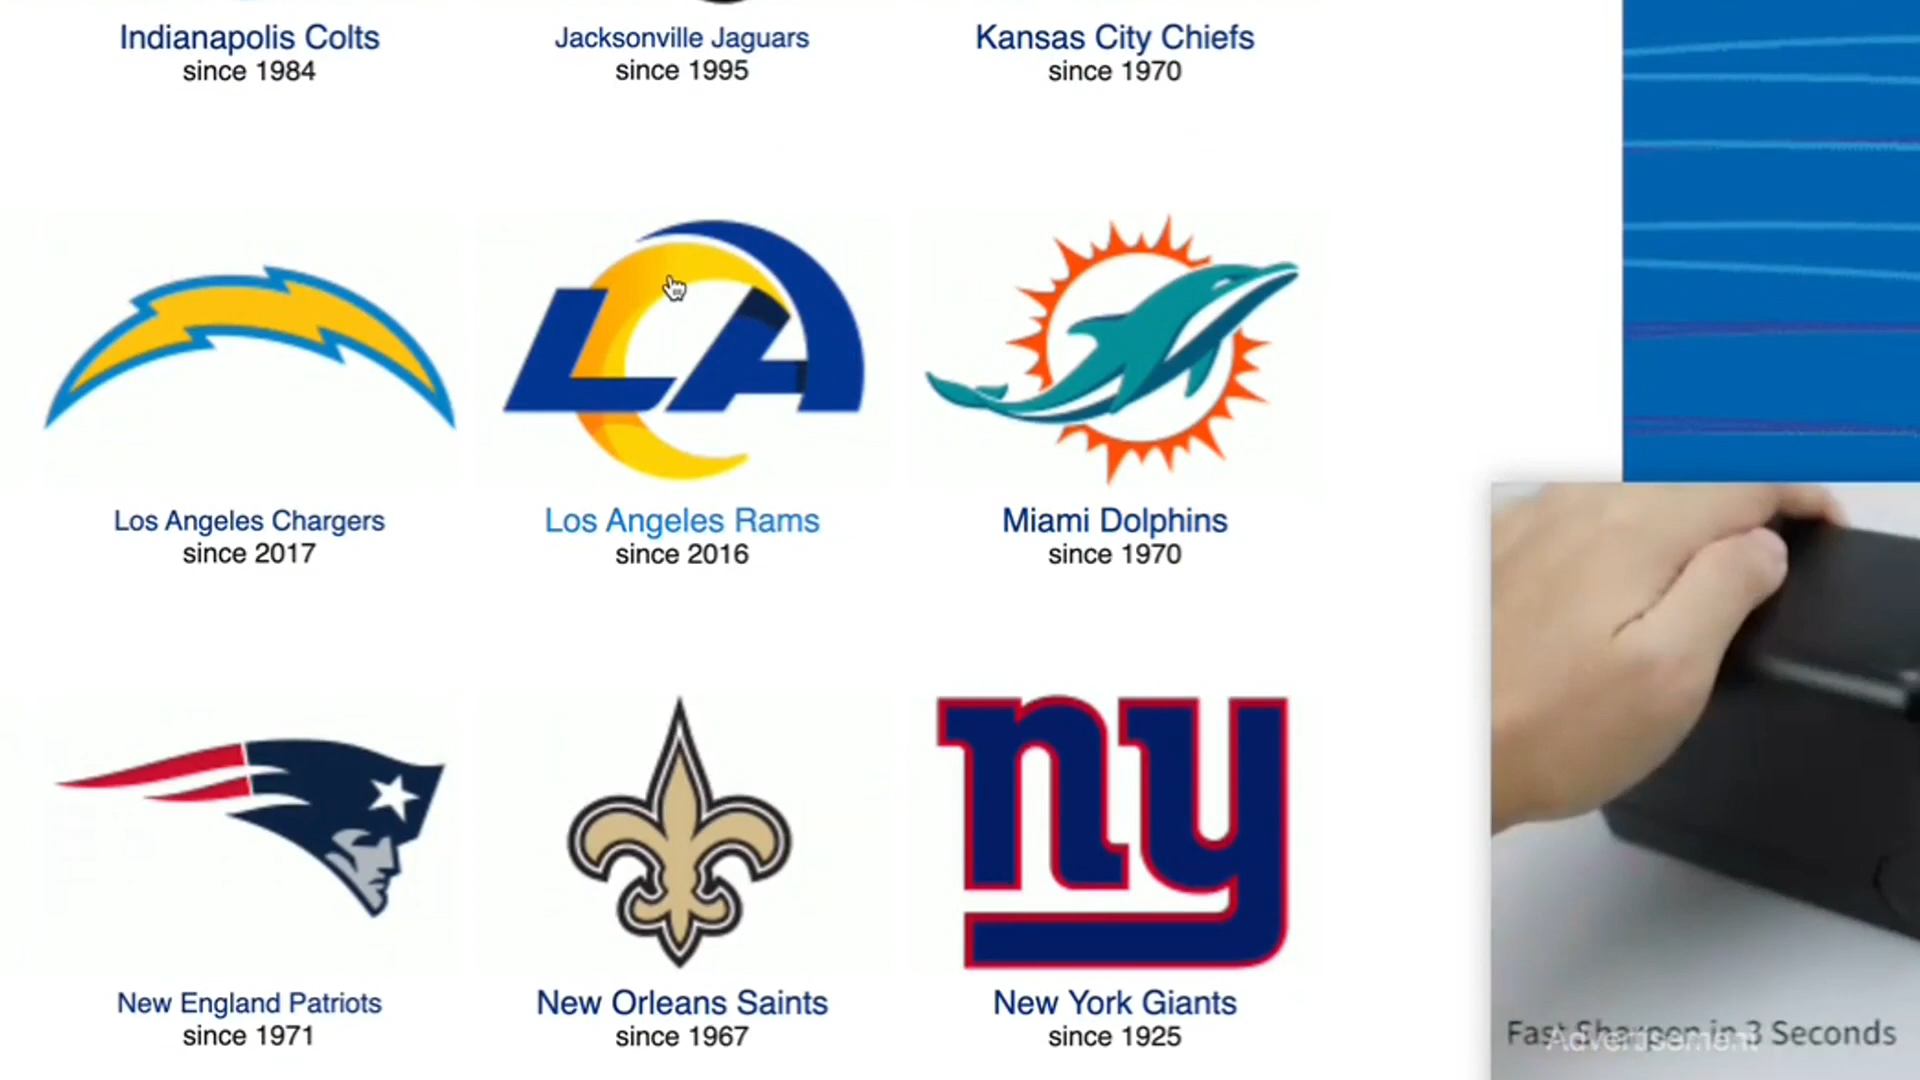 Indianapolis Colts
since 1984
Jacksonville Jaguars
since 1995
Kansas City Chiefs
since 1970
LA
Los Angeles Chargers
since 2017
Los Angeles Rams
since 2016
Miami Dolphins
since 1970
ny
New England Patriots
since 1971
New Orleans Saints
since 1967
New York Giants
since 1925
Fast Sharpen in 3 Seconds
Advertisement